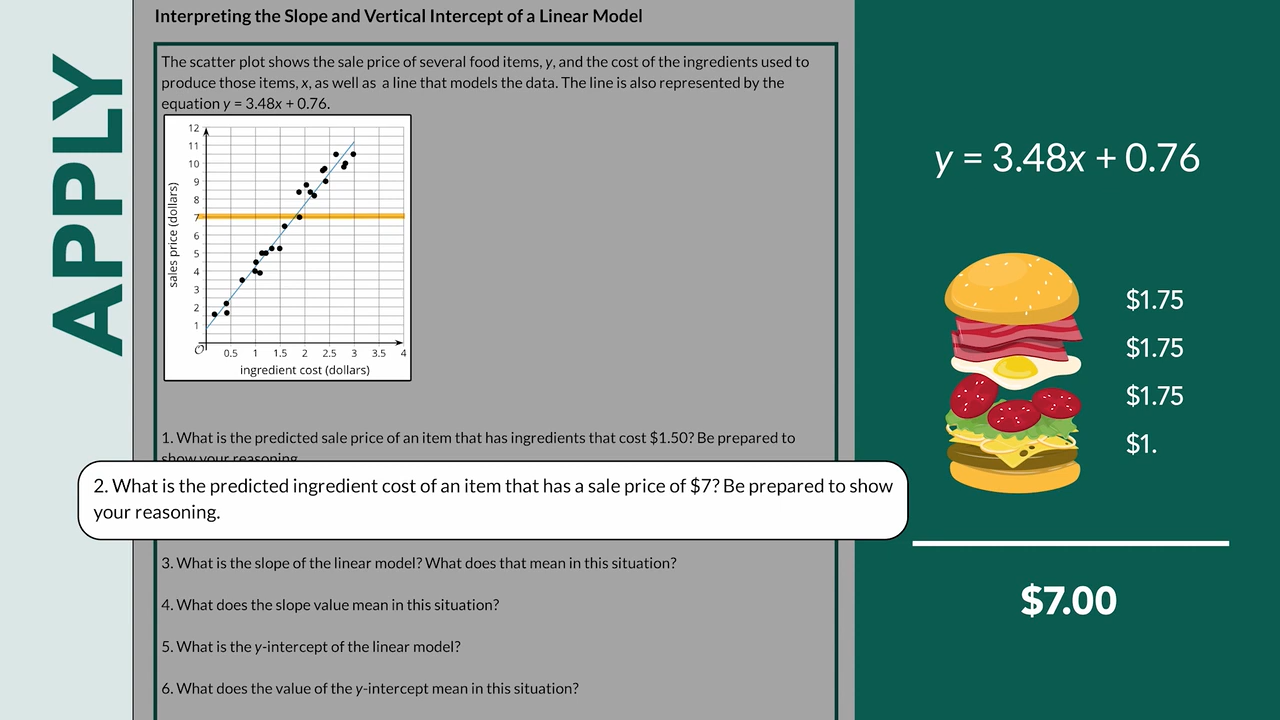 APPLY
Interpreting the Slope and Vertical Intercept of a Linear Model
The scatter plot shows the sale price of several food items, y, and the cost of the ingredients used to
produce those items, x, as well as a line that models the data. The line is also represented by the
equation y = 3.48x + 0.76.
12
11
10
9
8
7
6
5
4
3
2
1
sales price (dollars)
O
0.5 1 1.5 2 2.5 3 3.5 4
ingredient cost (dollars)
1. What is the predicted sale price of an item that has ingredients that cost $1.50? Be prepared to
show your reasoning.
2. What is the predicted ingredient cost of an item that has a sale price of $7? Be prepared to show
your reasoning.
3. What is the slope of the linear model? What does that mean in this situation?
4. What does the slope value mean in this situation?
5. What is the y-intercept of the linear model?
6. What does the value of the y-intercept mean in this situation?
y = 3.48x + 0.76
$1.75
$1.75
$1.75
$1.
$7.00